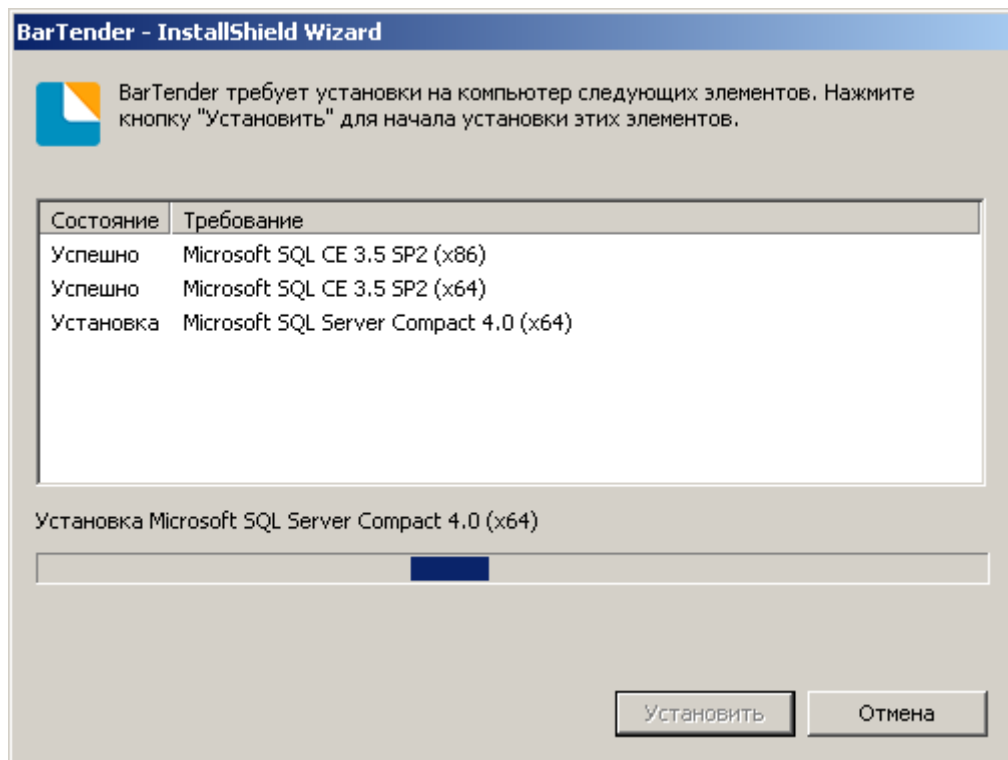 BarTender - InstallShield Wizard
BarTender требует установки на компьютер следующих элементов. Нажмите
кнопку "Установить" для начала установки этих элементов.
Состояние Требование
Успешно Microsoft SQL CE 3.5 SP2 (x86)
Успешно Microsoft SQL CE 3.5 SP2 (x64)
Установка Microsoft SQL Server Compact 4.0 (x64)
Установка Microsoft SQL Server Compact 4.0 (x64)
Установить Отмена